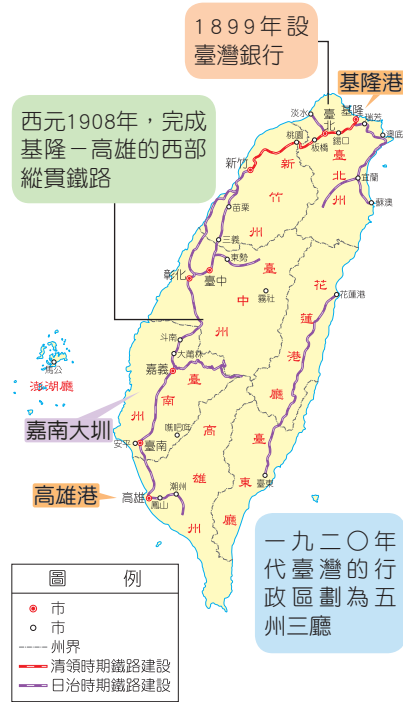 1899年設
臺灣銀行
基隆港
西元1908年，完成
基隆－高雄的西部
縱貫鐵路
淡水
臺北
基隆
瑞芳
澳底
桃園
板橋
錫口
新竹
新竹州
臺北州
宜蘭
蘇澳
苗栗
三義
東勢
彰化
臺中
臺中州
霧社
花蓮港廳
花蓮港
斗南
大莆林
嘉義
馬公
澎湖廳
嘉南大圳
臺南州
噍吧哖
安平
臺南
高雄州
臺東廳
臺東
高雄港
高雄
鳳山
潮州
一九二〇年
代臺灣的行
政區劃為五
州三廳
圖 例
市
市
州界
清領時期鐵路建設
日治時期鐵路建設